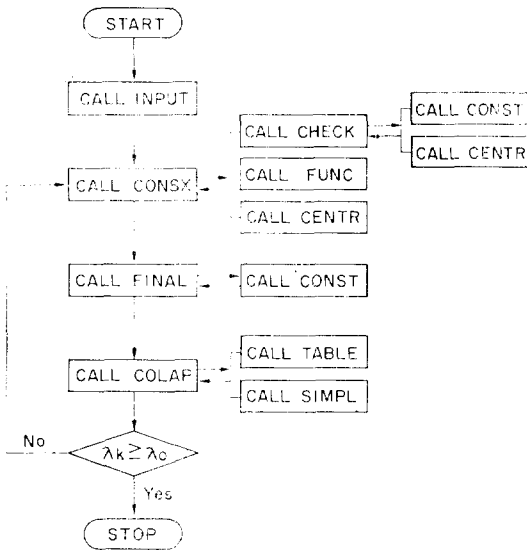 START
CALL INPUT
CALL CHECK
CALL CONST
CALL CENTR
CALL CONSX
CALL FUNC
CALL CENTR
CALL FINAL
CALL CONST
CALL COLAP
CALL TABLE
CALL SIMPL
No
λk ≥ λc
Yes
STOP